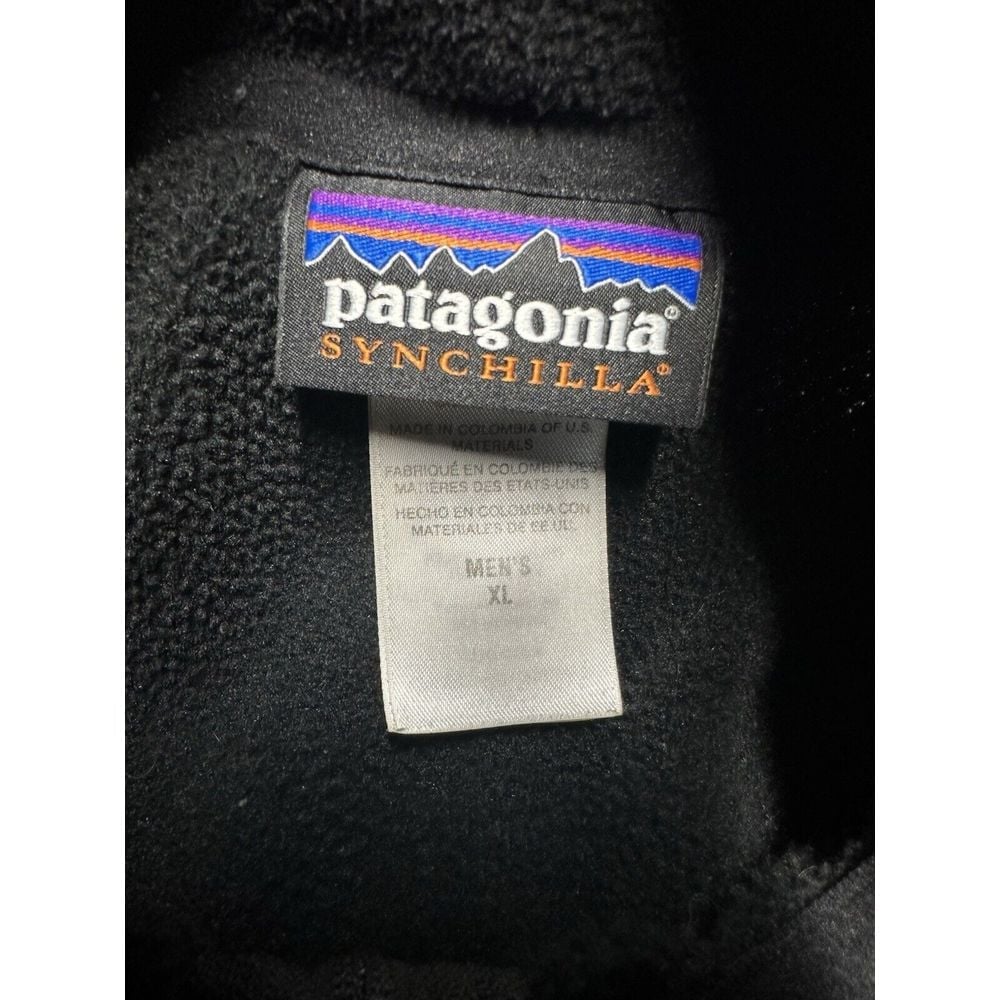 patagonia®
SYNCHILLA®
MADE IN COLOMBIA OF U.S.
MATERIALS
FABRIQUÉ EN COLOMBIE DES
MATIÈRES DES ETATS-UNIS
HECHO EN COLOMBIA CON
MATERIALES DE EE UU.
MEN'S
XL